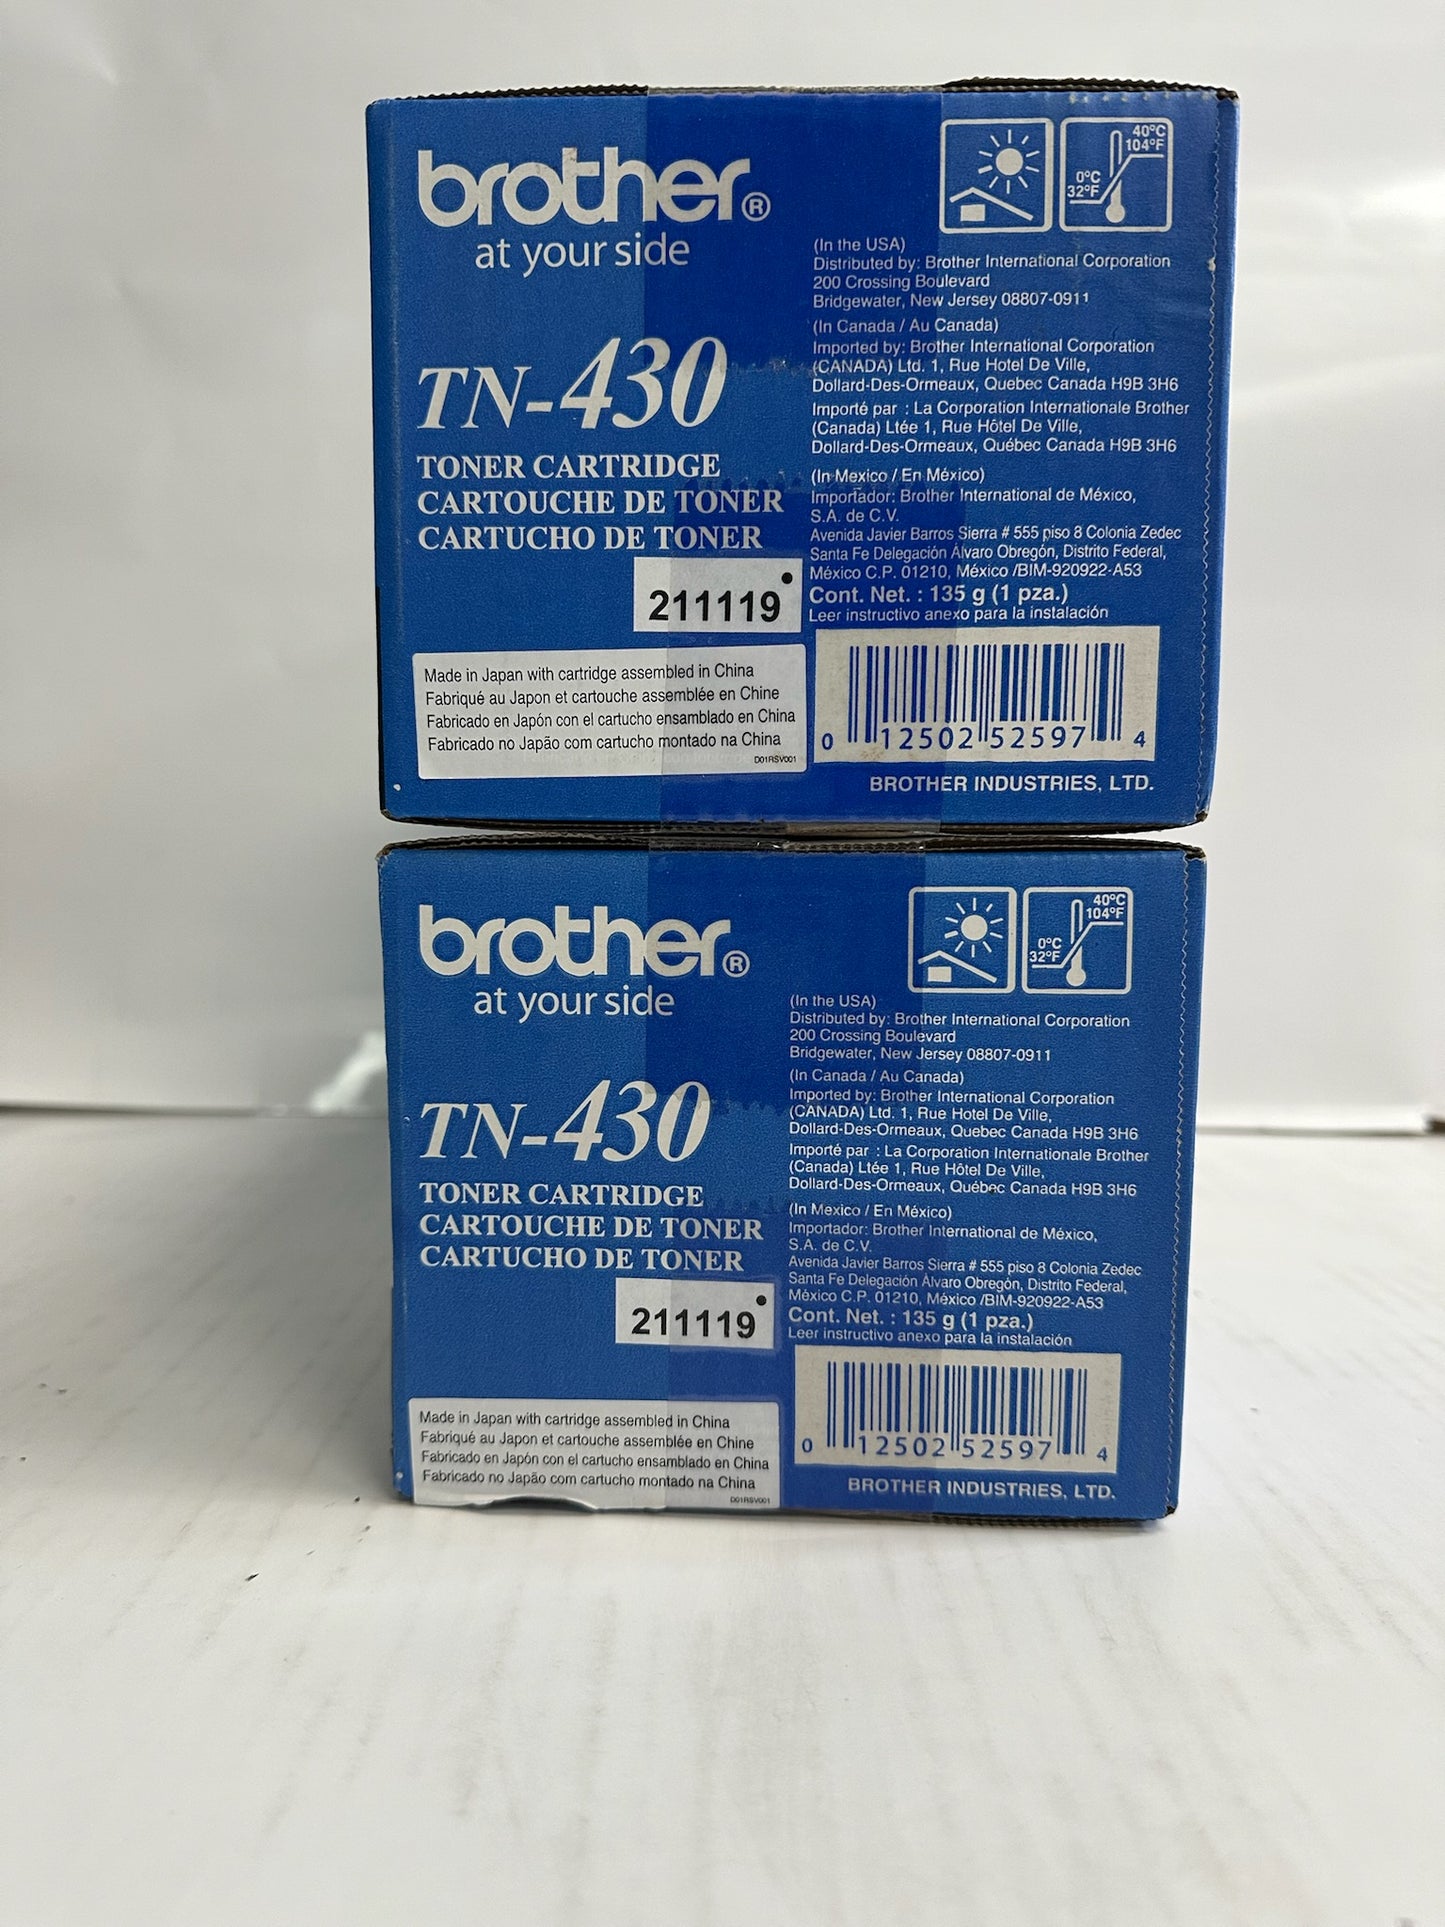 brother®
at your side
TN-430
TONER CARTRIDGE
CARTOUCHE DE TONER
CARTUCHO DE TONER
211119
Made in Japan with cartridge assembled in China
Fabriqué au Japon et cartouche assemblée en Chine
Fabricado en Japón con el cartucho ensamblado en China
Fabricado no Japão com cartucho montado na China
D01RSV001
40°C
104°F
0°C
32°F
(In the USA)
Distributed by: Brother International Corporation
200 Crossing Boulevard
Bridgewater, New Jersey 08807-0911
(In Canada / Au Canada)
Imported by: Brother International Corporation
(CANADA) Ltd. 1, Rue Hotel De Ville,
Dollard-Des-Ormeaux, Quebec Canada H9B 3H6
Importé par : La Corporation Internationale Brother
(Canada) Ltée 1, Rue Hôtel De Ville,
Dollard-Des-Ormeaux, Québec Canada H9B 3H6
(In Mexico / En México)
Importador: Brother International de México,
S.A. de C.V.
Avenida Javier Barros Sierra # 555 piso 8 Colonia Zedec
Santa Fe Delegación Álvaro Obregón, Distrito Federal,
México C.P. 01210, México /BIM-920922-A53
Cont. Net. : 135 g (1 pza.)
Leer instructivo anexo para la instalación
0 12502 52597 4
BROTHER INDUSTRIES, LTD.
brother®
at your side
TN-430
TONER CARTRIDGE
CARTOUCHE DE TONER
CARTUCHO DE TONER
211119
Made in Japan with cartridge assembled in China
Fabriqué au Japon et cartouche assemblée en Chine
Fabricado en Japón con el cartucho ensamblado en China
Fabricado no Japão com cartucho montado na China
D01RSV001
40°C
104°F
0°C
32°F
(In the USA)
Distributed by: Brother International Corporation
200 Crossing Boulevard
Bridgewater, New Jersey 08807-0911
(In Canada / Au Canada)
Imported by: Brother International Corporation
(CANADA) Ltd. 1, Rue Hotel De Ville,
Dollard-Des-Ormeaux, Quebec Canada H9B 3H6
Importé par : La Corporation Internationale Brother
(Canada) Ltée 1, Rue Hôtel De Ville,
Dollard-Des-Ormeaux, Québec Canada H9B 3H6
(In Mexico / En México)
Importador: Brother International de México,
S.A. de C.V.
Avenida Javier Barros Sierra # 555 piso 8 Colonia Zedec
Santa Fe Delegación Álvaro Obregón, Distrito Federal,
México C.P. 01210, México /BIM-920922-A53
Cont. Net. : 135 g (1 pza.)
Leer instructivo anexo para la instalación
0 12502 52597 4
BROTHER INDUSTRIES, LTD.